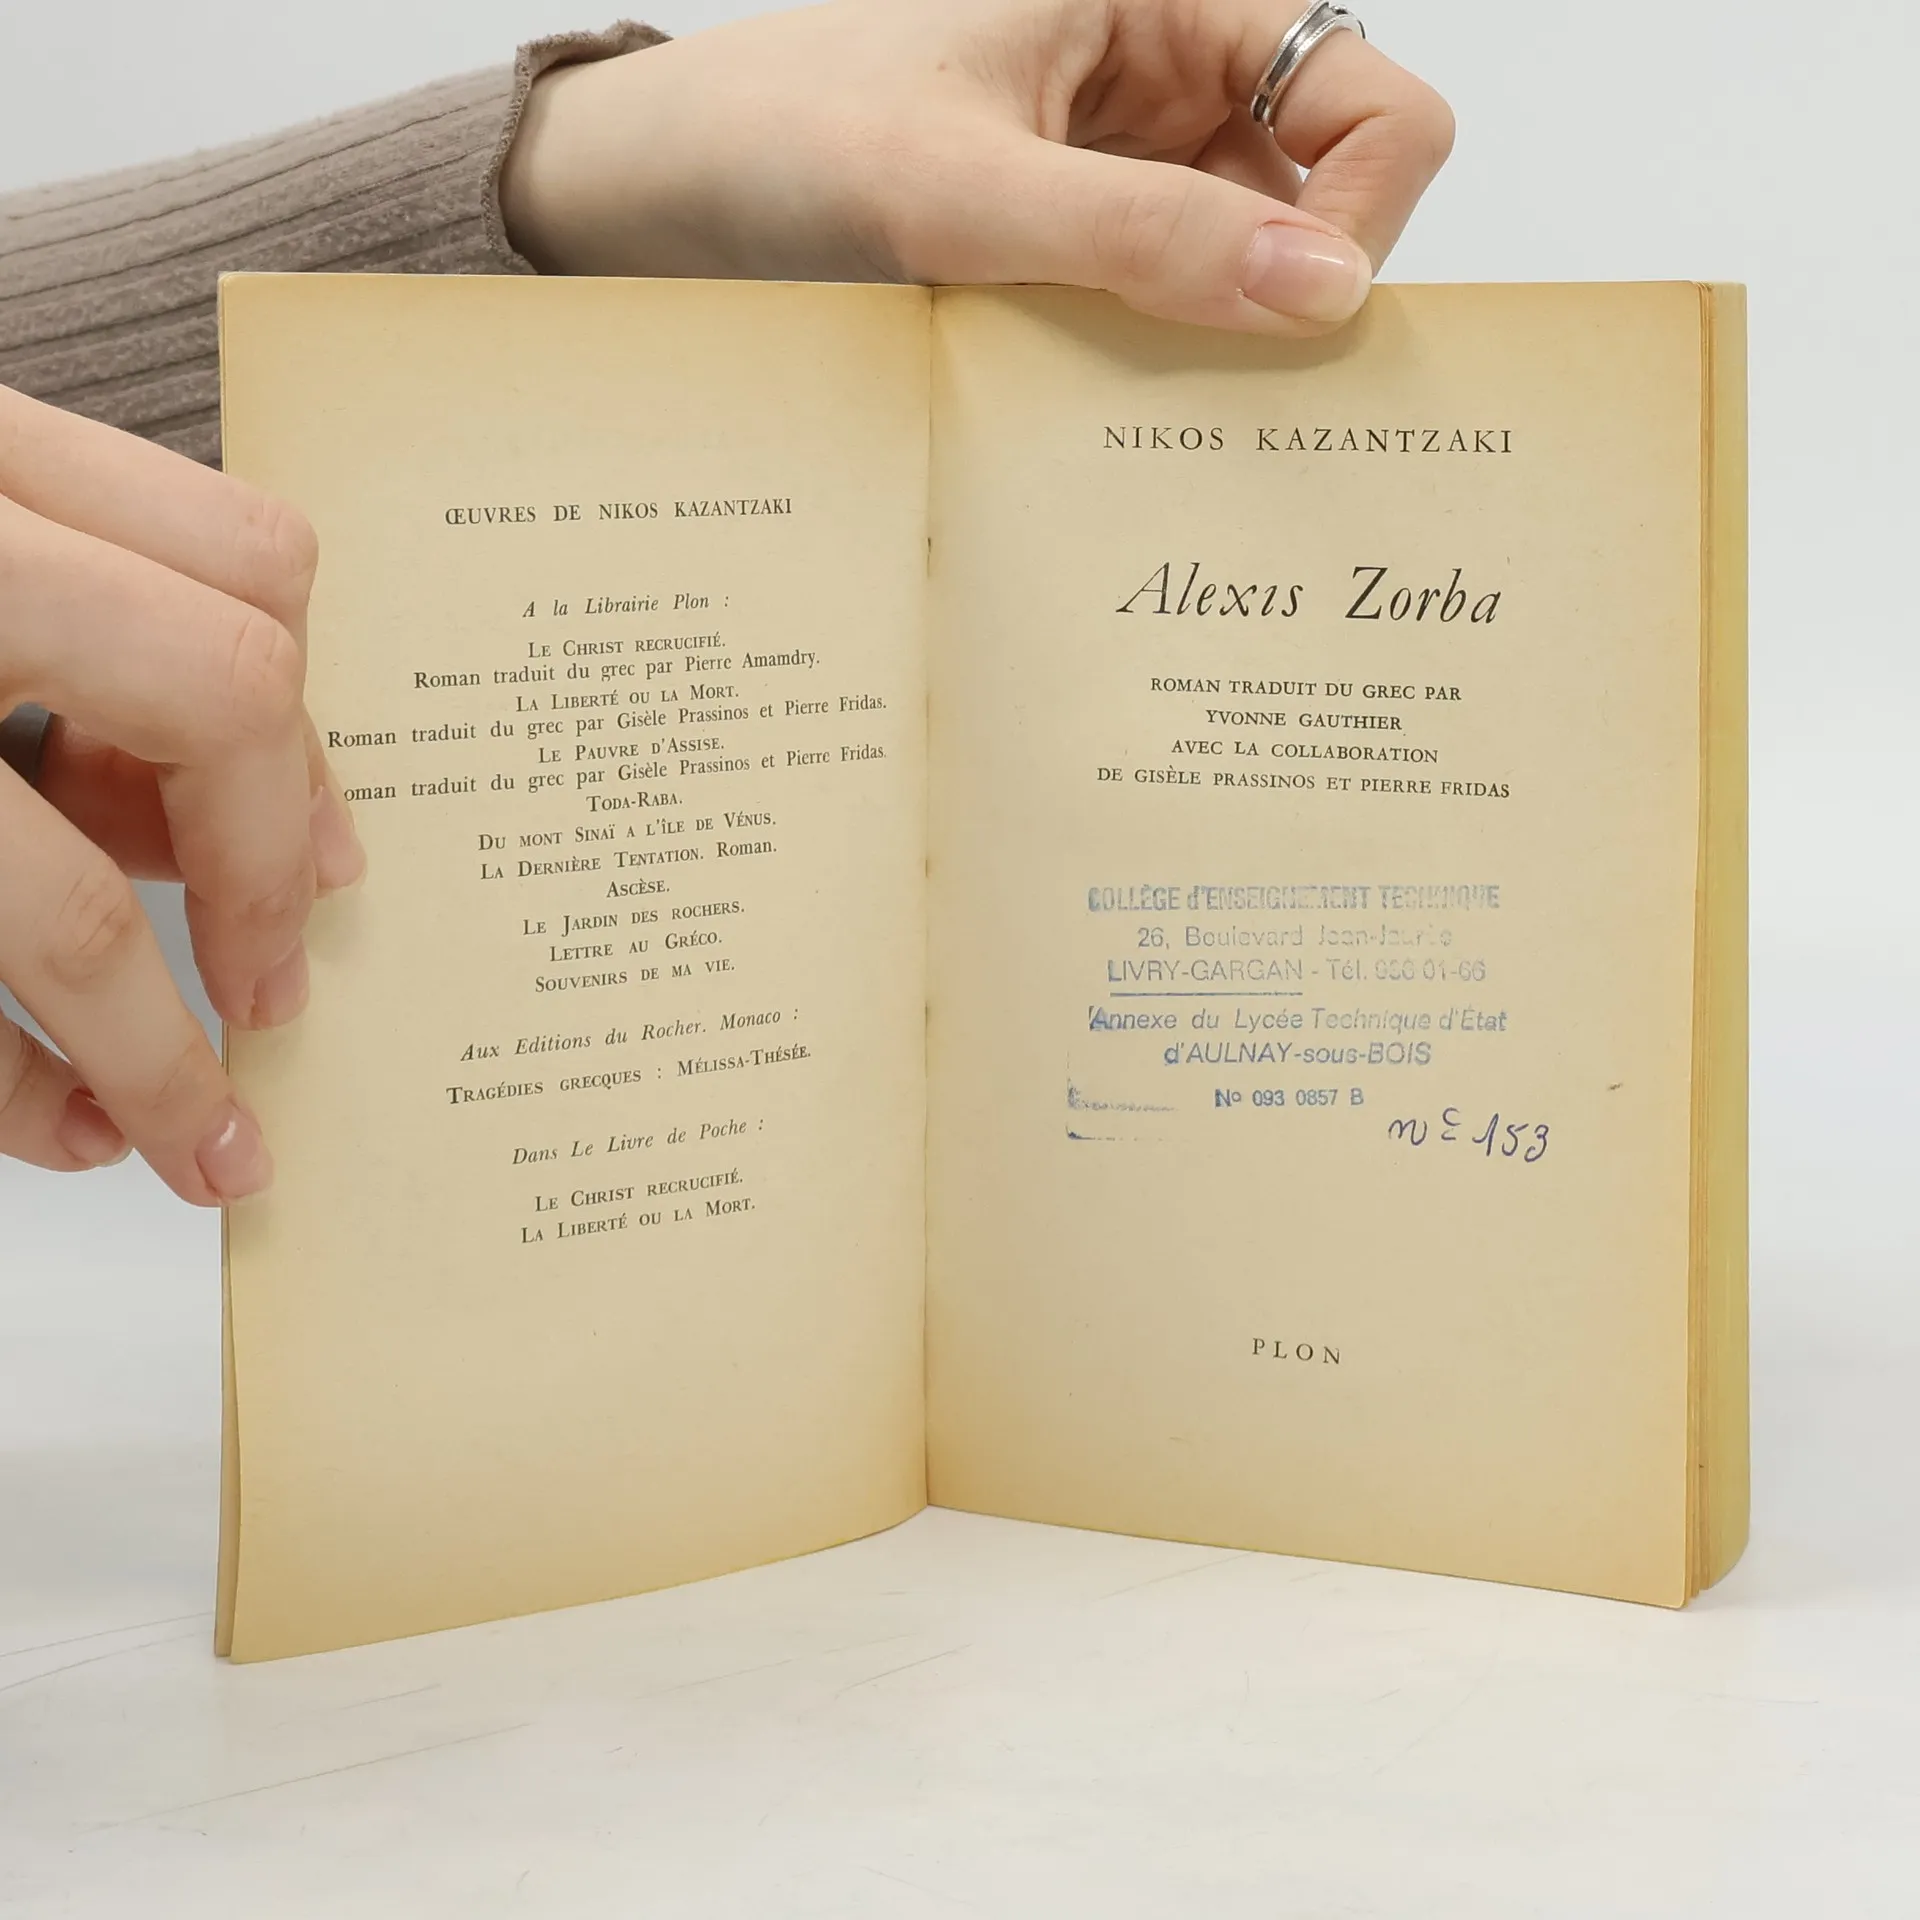 ŒUVRES DE NIKOS KAZANTZAKI
A la Librairie Plon :
LE CHRIST RECRUCIFIÉ.
Roman traduit du grec par Pierre Amamdry.
LA LIBERTÉ OU LA MORT.
Roman traduit du grec par Gisèle Prassinos et Pierre Fridas.
LE PAUVRE D'ASSISE.
oman traduit du grec par Gisèle Prassinos et Pierre Fridas.
TODA-RABA.
DU MONT SINAÏ A L'ÎLE DE VÉNUS.
LA DERNIÈRE TENTATION. Roman.
ASCÈSE.
LE JARDIN DES ROCHERS.
LETTRE AU GRÉCO.
SOUVENIRS DE MA VIE.
Aux Editions du Rocher. Monaco :
TRAGÉDIES GRECQUES : MÉLISSA-THÉSÉE.
Dans Le Livre de Poche :
LE CHRIST RECRUCIFIÉ.
LA LIBERTÉ OU LA MORT.
NIKOS KAZANTZAKI
Alexis Zorba
ROMAN TRADUIT DU GREC PAR
YVONNE GAUTHIER
AVEC LA COLLABORATION
DE GISÈLE PRASSINOS ET PIERRE FRIDAS
COLLÈGE d'ENSEIGNEMENT TECHNIQUE
26, Boulevard Jean-Jaurès
LIVRY-GARGAN - Tél. 01-66
Annexe du Lycée Technique d'État
d'AULNAY-sous-BOIS
No 093 0857 B
153
PLON